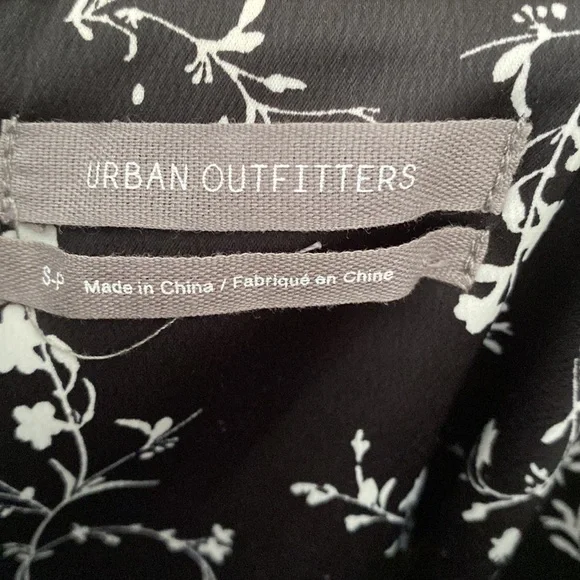 URBAN OUTFITTERS
S-P Made in China / Fabriqué en Chine